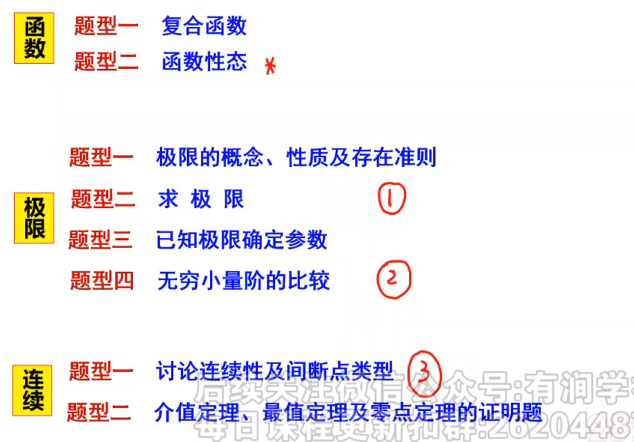 函数
题型一 复合函数
题型二 函数性态 *
极限
题型一 极限的概念、性质及存在准则
题型二 求 极 限 ①
题型三 已知极限确定参数
题型四 无穷小量阶的比较 ②
连续
题型一 讨论连续性及间断点类型 ③
后续关注微信公众号:有润学
题型二 介值定理、最值定理及零点定理的证明题
每日课程更新扣群:2620448